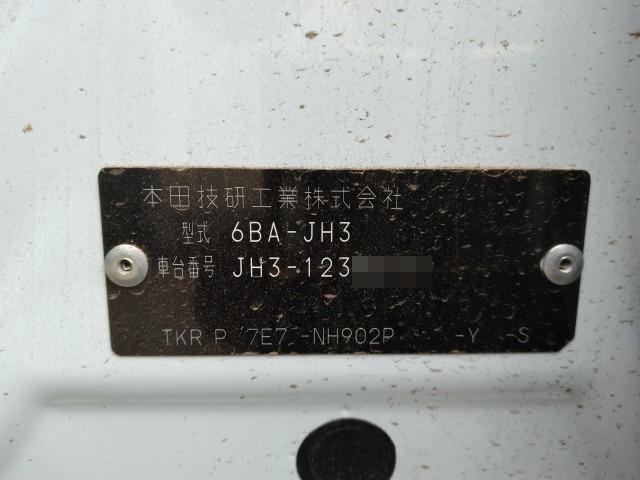 本田技研工業株式会社
型式 6BA-JH3
車台番号 JH3-123
TKR P 7E7 -NH902P -Y -S